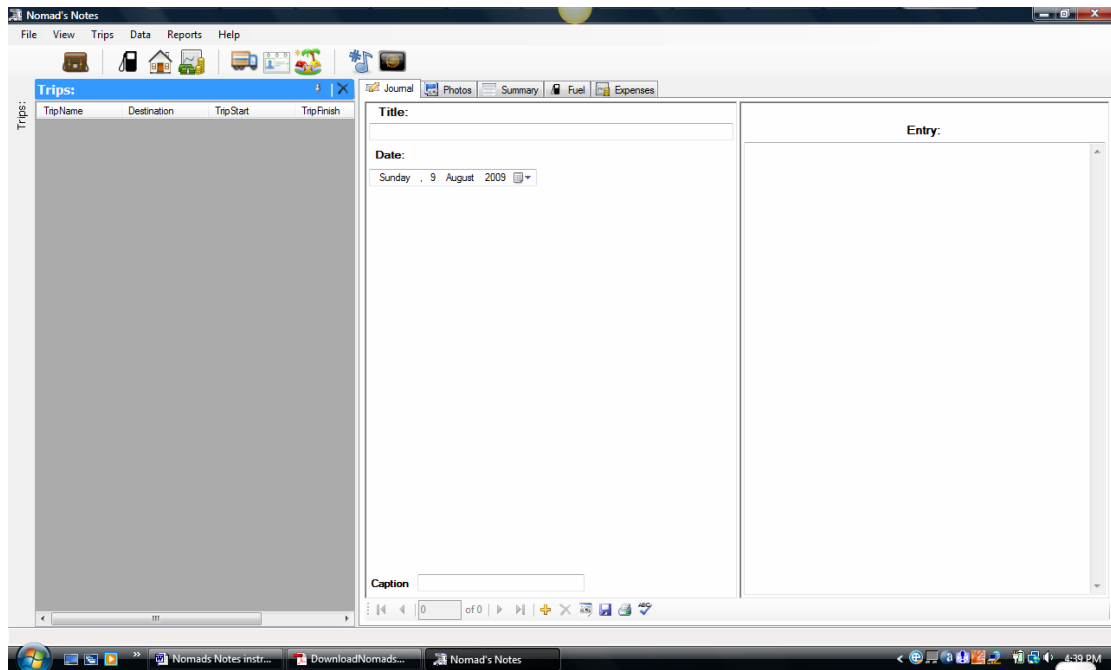 Nomad's Notes
File View Trips Data Reports Help
Trips:
Trips:
TripName Destination TripStart TripFinish
Journal Photos Summary Fuel Expenses
Title:
Date:
Sunday , 9 August 2009
Entry:
Caption
0 of 0
ABC
Nomads Notes instr... DownloadNomads... Nomad's Notes
4:39 PM